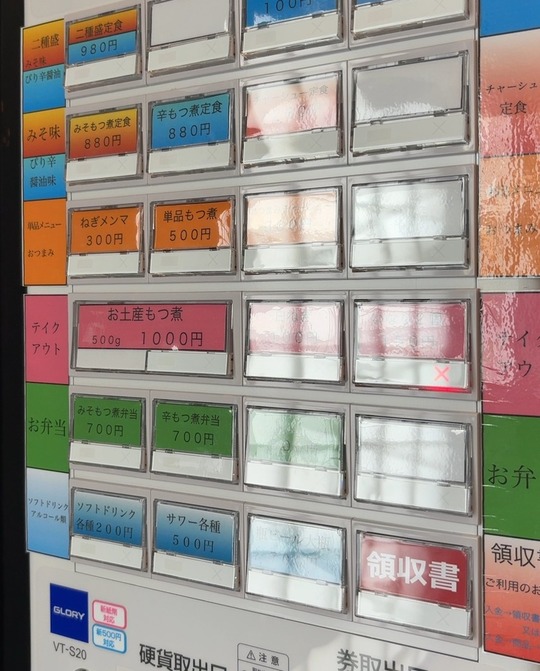 二種盛
みそ味
ぴり辛醤油
二種盛定食
980円
100円
みそ味
ぴり辛
醤油味
みそもつ煮定食
880円
辛もつ煮定食
880円
チャーシュ
定食
単品メニュー
おつまみ
ねぎメンマ
300円
単品もつ煮
500円
テイク
アウト
お土産もつ煮
500g 1000円
お弁当
みそもつ煮弁当
700円
辛もつ煮弁当
700円
お弁
ソフトドリンク
アルコール類
ソフトドリンク
各種200円
サワー各種
500円
領収書
領収
ご利用のお
GLORY
VT-S20
新紙幣
対応
新500円
対応
硬貨取出口
注意
券取出口